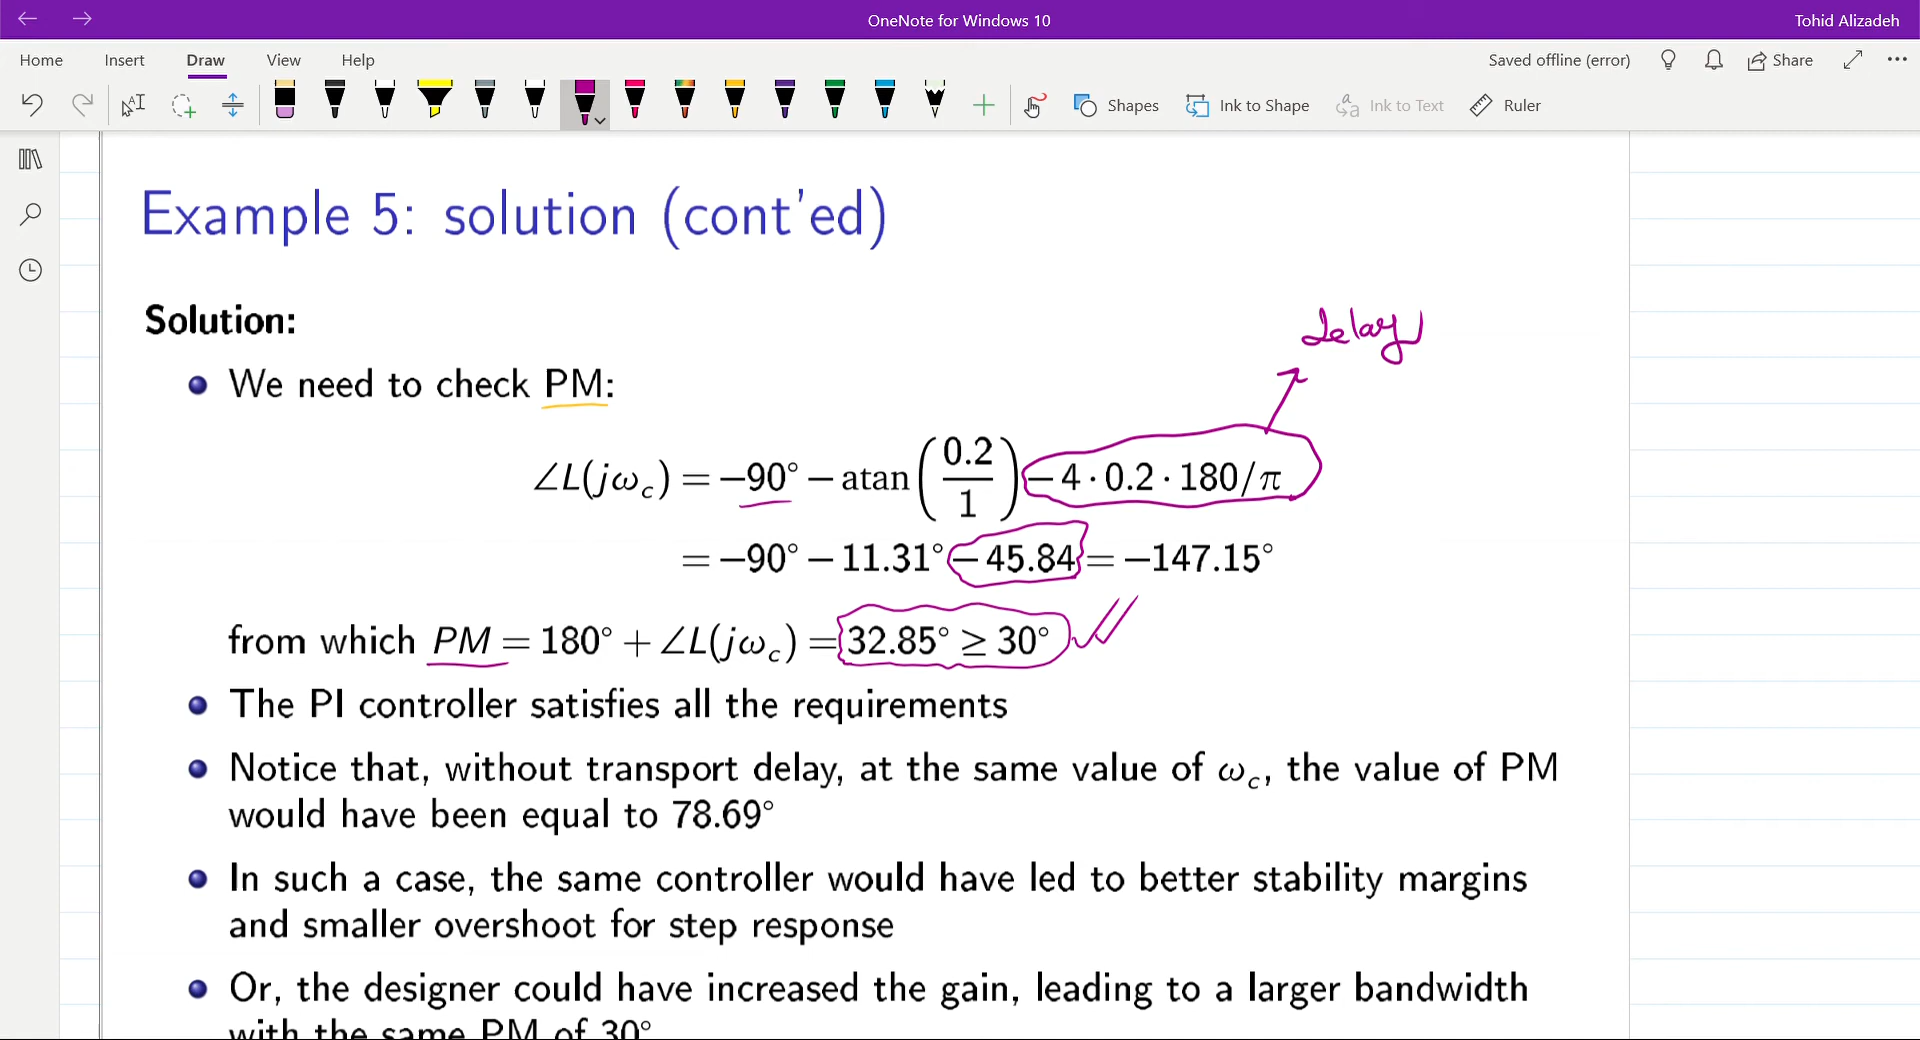 OneNote for Windows 10
Tohid Alizadeh
Home Insert Draw View Help
Saved offline (error) Share
Shapes Ink to Shape Ink to Text Ruler
Example 5: solution (cont'ed)
Solution:
Delay
We need to check PM:
∠L(jω_c) = −90° − atan(0.2/1) − 4 · 0.2 · 180/π
= −90° − 11.31° − 45.84 = −147.15°
from which PM = 180° + ∠L(jω_c) = 32.85° ≥ 30°
The PI controller satisfies all the requirements
Notice that, without transport delay, at the same value of ω_c, the value of PM
would have been equal to 78.69°
In such a case, the same controller would have led to better stability margins
and smaller overshoot for step response
Or, the designer could have increased the gain, leading to a larger bandwidth
with the same PM of 30°